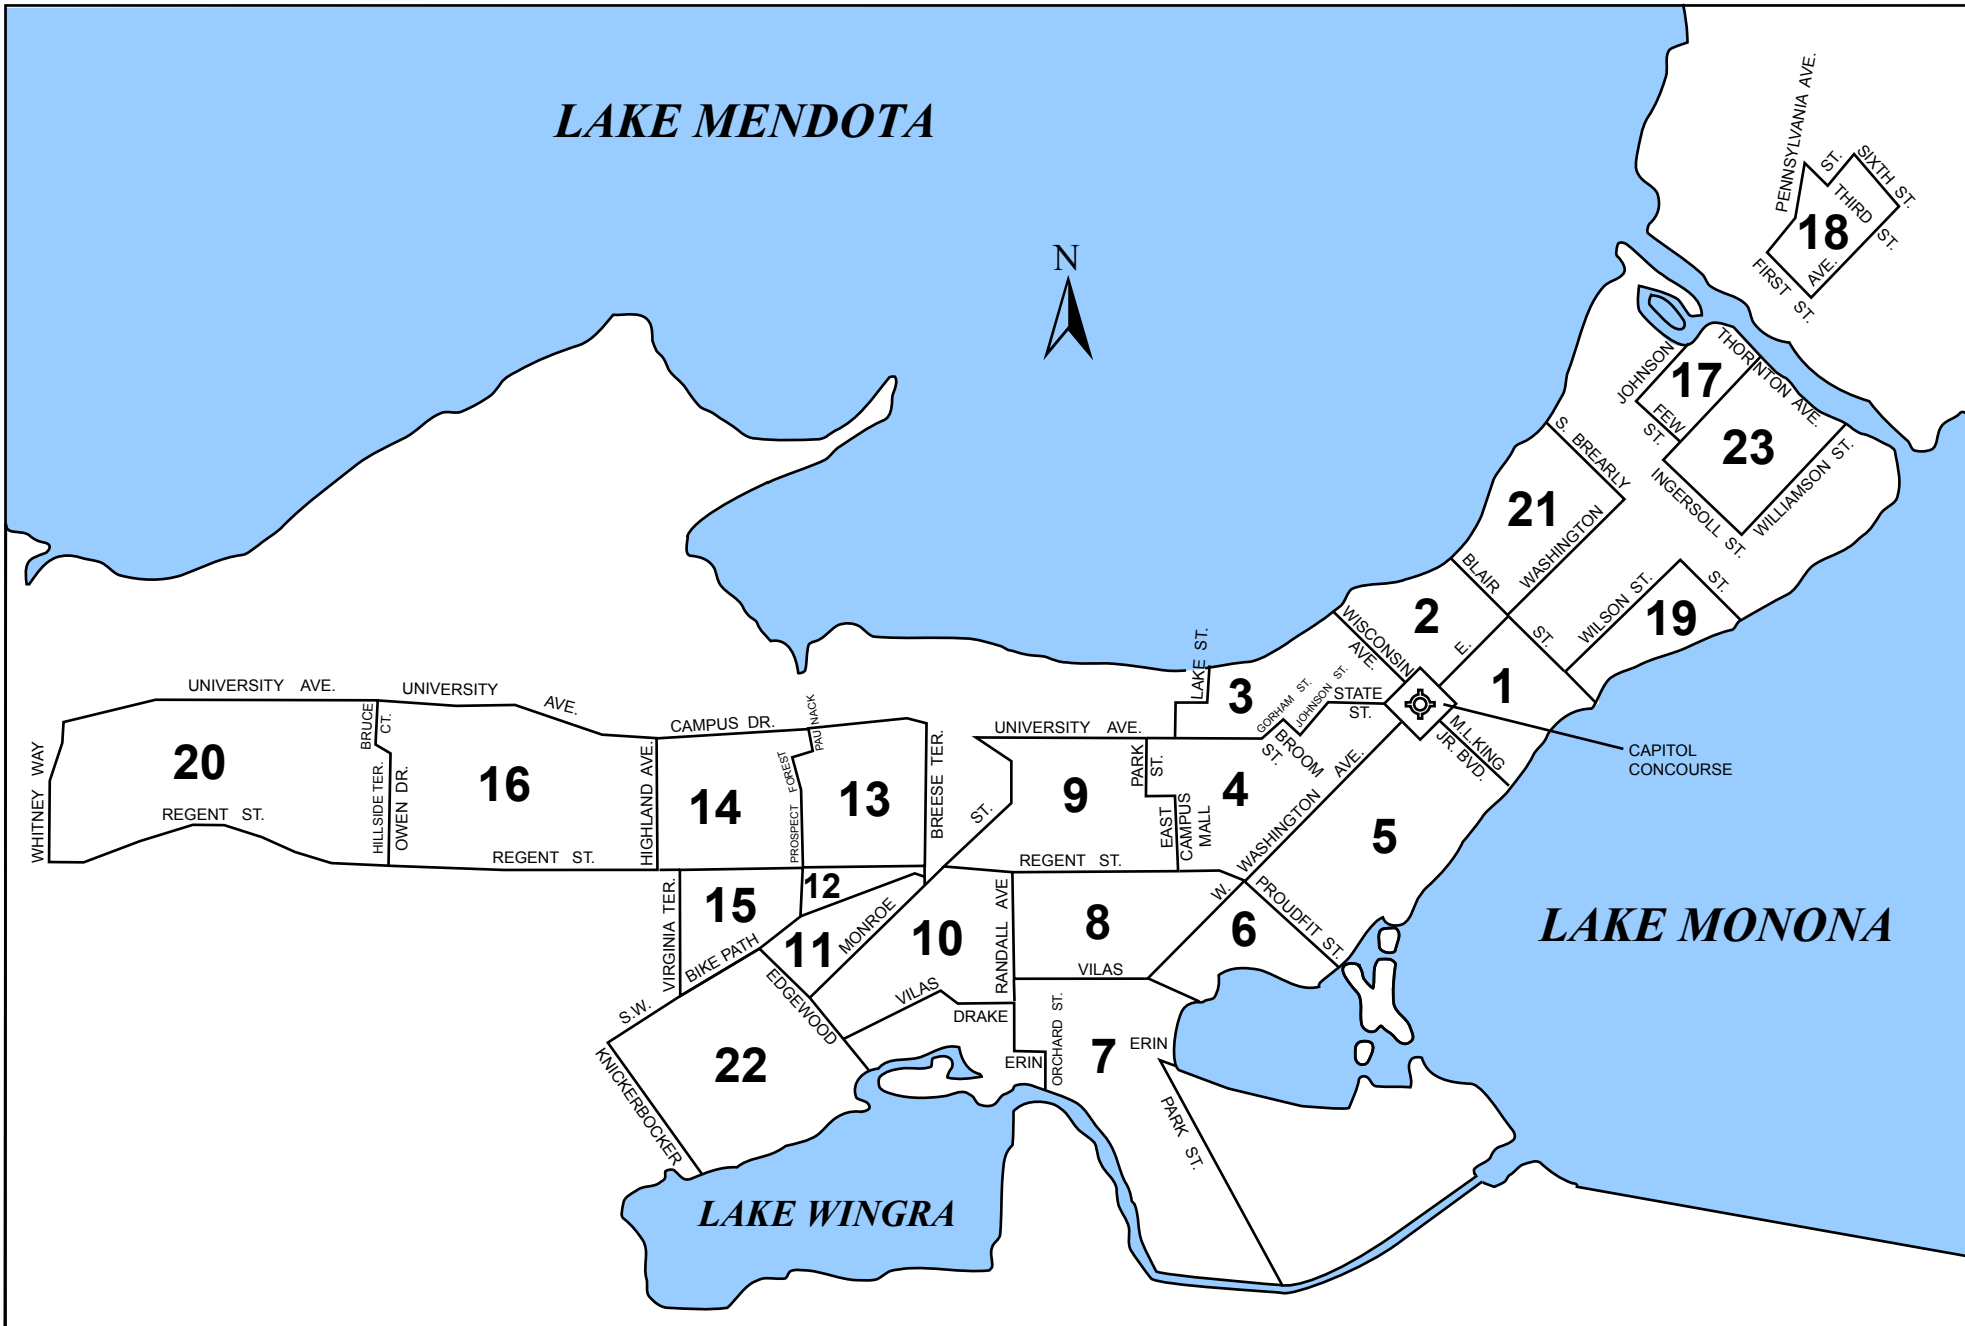 LAKE MENDOTA
N
PENNSYLVANIA AVE.
ST.
SIXTH ST.
THIRD
ST.
18
AVE.
FIRST ST.
JOHNSON
17
THORNTON AVE.
FEW
ST.
23
INGERSOLL ST.
WILLIAMSON ST.
S. BREARLY
21
WASHINGTON
BLAIR
ST.
2
WISCONSIN
AVE.
E.
WILSON ST.
ST.
19
1
LAKE ST.
3
GORHAM ST.
JOHNSON ST.
STATE
ST.
BROOM
ST.
M.L.KING
JR. BVD.
CAPITOL
CONCOURSE
UNIVERSITY AVE.
UNIVERSITY
AVE.
CAMPUS DR.
PAUNACK
UNIVERSITY AVE.
BRUCE
CT.
WHITNEY WAY
20
REGENT ST.
HILLSIDE TER.
OWEN DR.
16
REGENT ST.
HIGHLAND AVE.
14
PROSPECT
FOREST
13
BREESE TER.
ST.
9
PARK
ST.
EAST
CAMPUS
MALL
4
W.
WASHINGTON
AVE.
5
REGENT ST.
PROUDFIT ST.
VIRGINIA TER.
15
12
11
MONROE
10
RANDALL AVE
8
6
VILAS
S.W.
BIKE PATH
EDGEWOOD
VILAS
DRAKE
ERIN
ORCHARD ST.
7
ERIN
PARK ST.
22
KNICKERBOCKER
LAKE WINGRA
LAKE MONONA